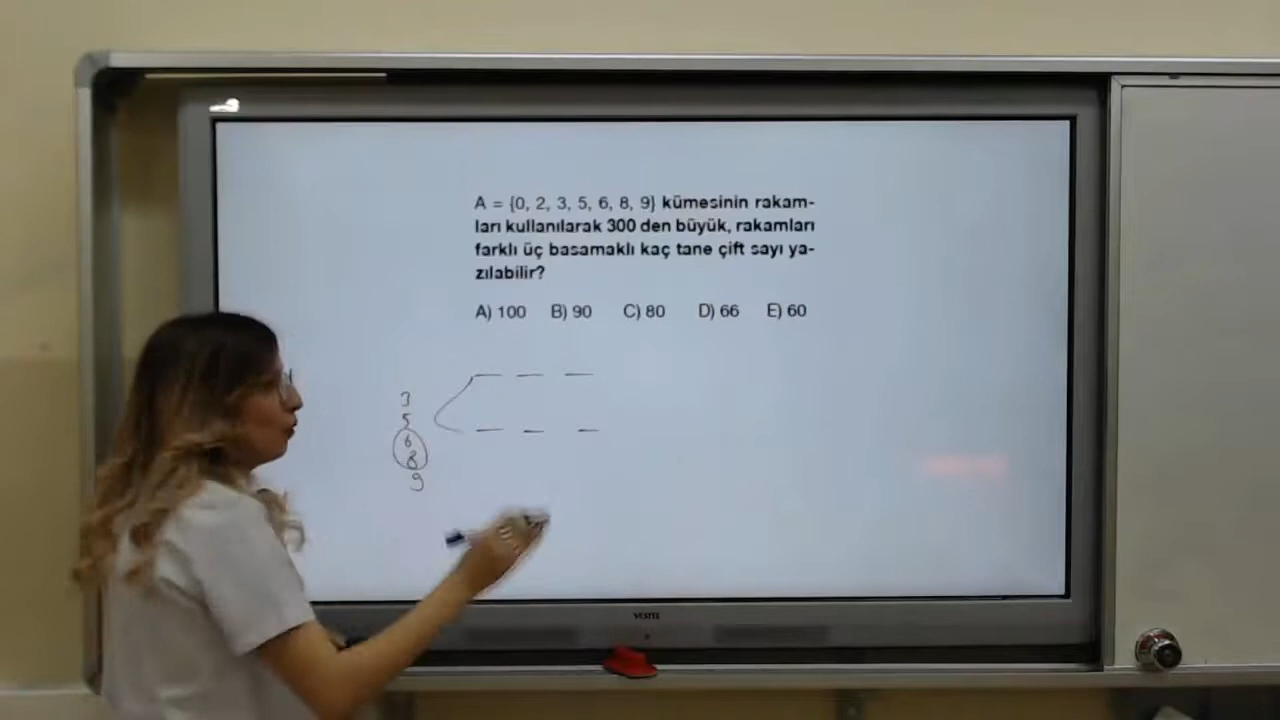 A = {0, 2, 3, 5, 6, 8, 9} kümesinin rakam-
ları kullanılarak 300 den büyük, rakamları
farklı üç basamaklı kaç tane çift sayı ya-
zılabilir?
A) 100 B) 90 C) 80 D) 66 E) 60
3
5
6
8
9
VESTEL